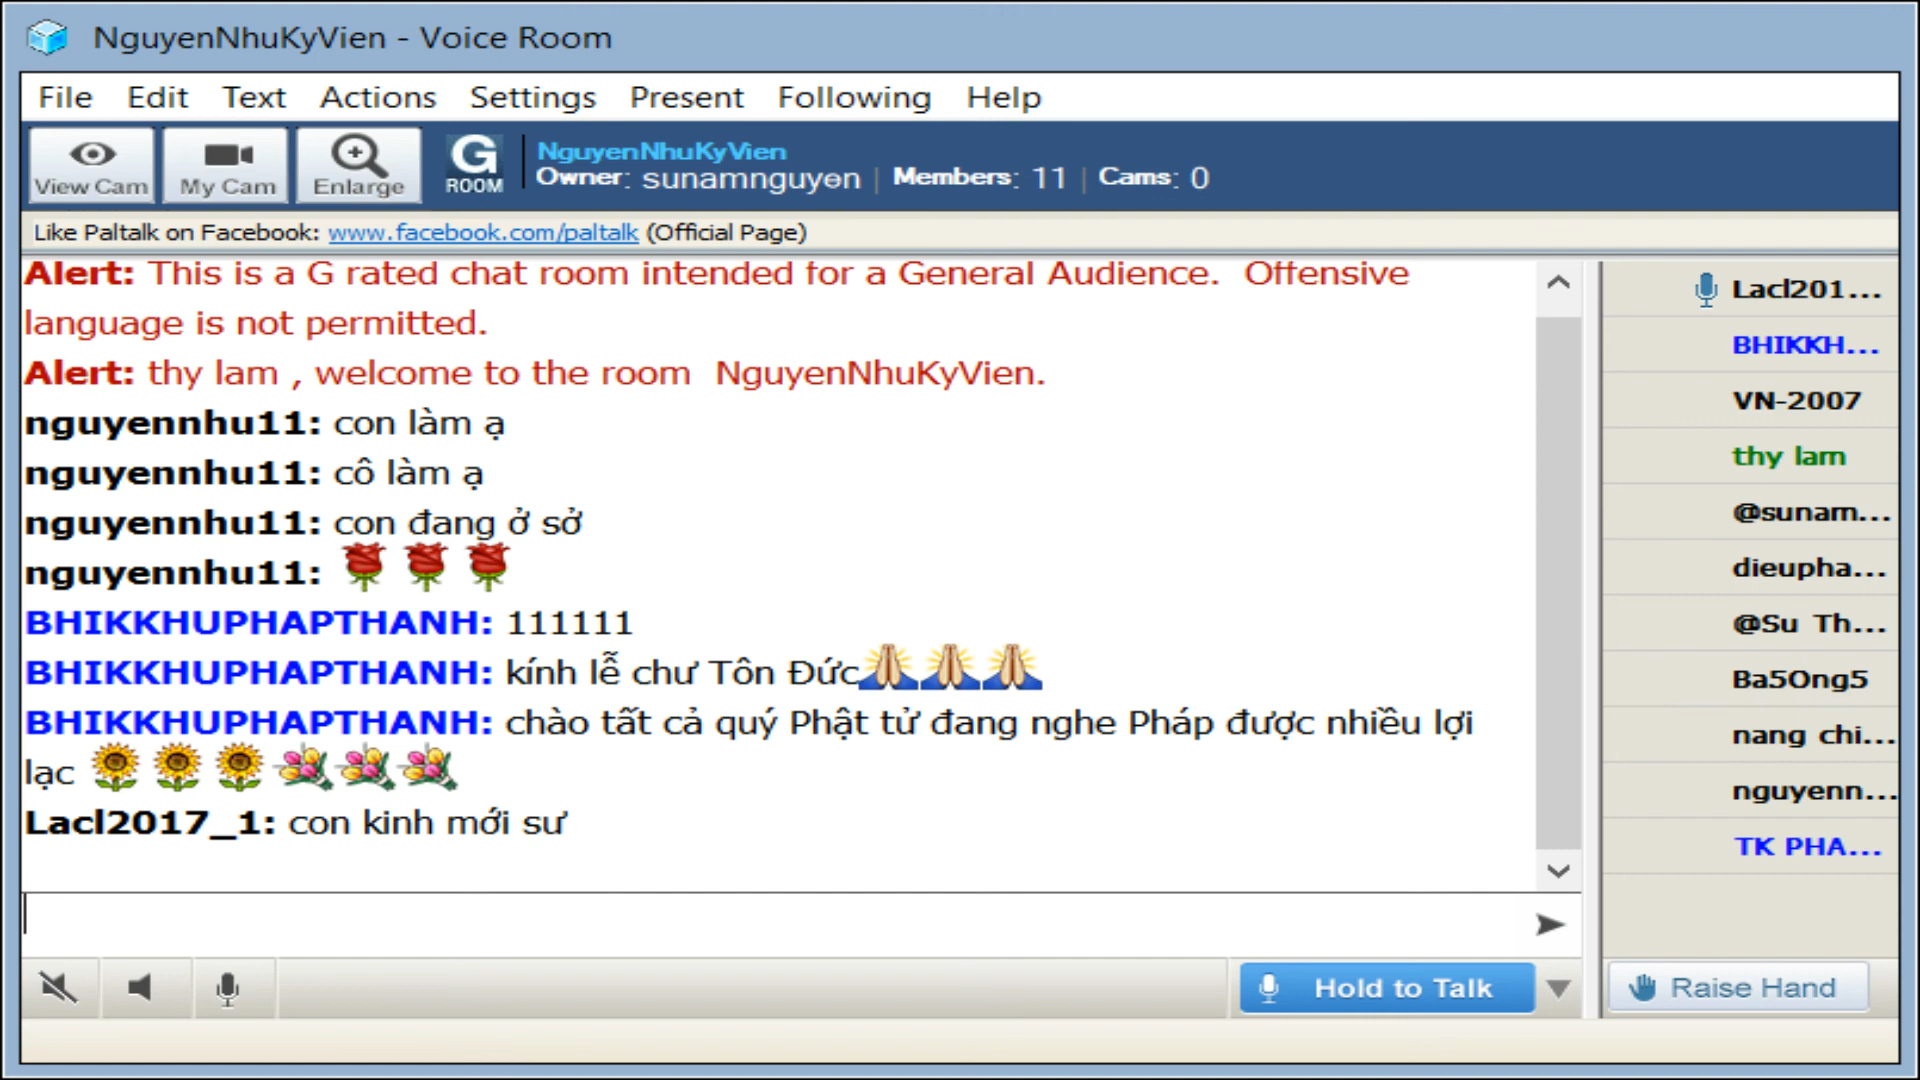 NguyenNhuKyVien - Voice Room
File Edit Text Actions Settings Present Following Help
View Cam My Cam Enlarge G ROOM
NguyenNhuKyVien
Owner: sunamnguyen | Members: 11 | Cams: 0
Like Paltalk on Facebook: www.facebook.com/paltalk (Official Page)
Alert: This is a G rated chat room intended for a General Audience. Offensive
language is not permitted.
Alert: thy lam , welcome to the room NguyenNhuKyVien.
nguyennhu11: con làm ạ
nguyennhu11: cô làm ạ
nguyennhu11: con đang ở sở
nguyennhu11:
BHIKKHUPHAPTHANH: 111111
BHIKKHUPHAPTHANH: kính lễ chư Tôn Đức
BHIKKHUPHAPTHANH: chào tất cả quý Phật tử đang nghe Pháp được nhiều lợi
lạc
Lacl2017_1: con kinh mới sư
Lacl201...
BHIKKH...
VN-2007
thy lam
@sunam...
dieupha...
@Su Th...
Ba5Ong5
nang chi...
nguyenn...
TK PHA...
Hold to Talk
Raise Hand